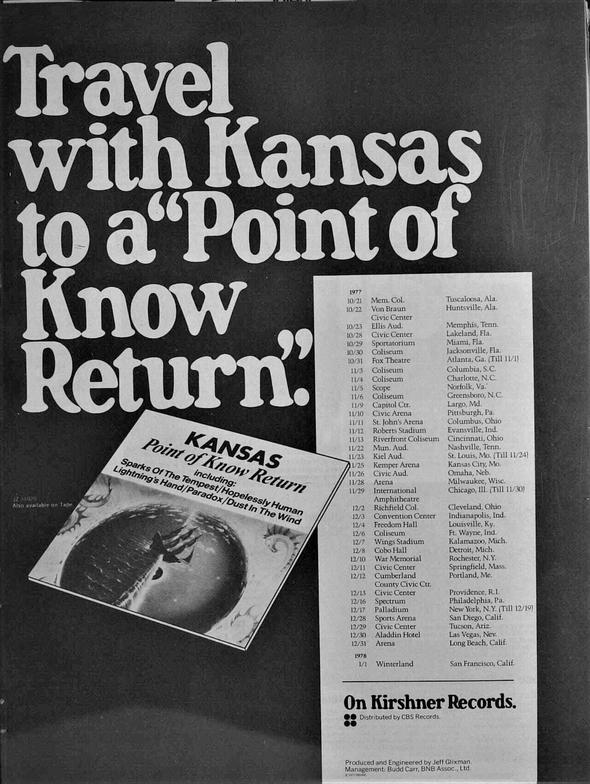 Travel
with Kansas
to a “Point of
Know
Return.”
KANSAS
Point of Know Return
including:
Sparks Of The Tempest/Hopelessly Human
Lightning's Hand/Paradox/Dust In The Wind
Also available on Tape
1977
10/21 Mem. Col. Tuscaloosa, Ala.
10/22 Von Braun Huntsville, Ala.
Civic Center
10/23 Ellis Aud. Memphis, Tenn.
10/28 Civic Center Lakeland, Fla.
10/29 Sportatorium Miami, Fla.
10/30 Coliseum Jacksonville, Fla.
10/31 Fox Theatre Atlanta, Ga. (Till 11/1)
11/3 Coliseum Columbia, S.C.
11/4 Coliseum Charlotte, N.C.
11/5 Scope Norfolk, Va.
11/6 Coliseum Greensboro, N.C.
11/9 Capitol Ctr. Largo, Md.
11/10 Civic Arena Pittsburgh, Pa.
11/11 St. John's Arena Columbus, Ohio
11/12 Roberts Stadium Evansville, Ind.
11/13 Riverfront Coliseum Cincinnati, Ohio
11/22 Mun. Aud. Nashville, Tenn.
11/23 Kiel Aud. St. Louis, Mo. (Till 11/24)
11/25 Kemper Arena Kansas City, Mo.
11/26 Civic Aud. Omaha, Neb.
11/28 Arena Milwaukee, Wisc.
11/29 International Chicago, Ill. (Till 11/30)
Amphitheatre
12/2 Richfield Col. Cleveland, Ohio
12/3 Convention Center Indianapolis, Ind.
12/4 Freedom Hall Louisville, Ky.
12/6 Coliseum Ft. Wayne, Ind.
12/7 Wings Stadium Kalamazoo, Mich.
12/8 Cobo Hall Detroit, Mich.
12/10 War Memorial Rochester, N.Y.
12/11 Civic Center Springfield, Mass.
12/12 Cumberland Portland, Me.
County Civic Ctr.
12/15 Civic Center Providence, R.I.
12/16 Spectrum Philadelphia, Pa.
12/17 Palladium New York, N.Y. (Till 12/19)
12/28 Sports Arena San Diego, Calif.
12/29 Civic Center Tucson, Ariz.
12/30 Aladdin Hotel Las Vegas, Nev.
12/31 Arena Long Beach, Calif.
1978
1/1 Winterland San Francisco, Calif.
On Kirshner Records.
Distributed by CBS Records.
Produced and Engineered by Jeff Glixman.
Management: Budd Carr, BNB Assoc., Ltd.